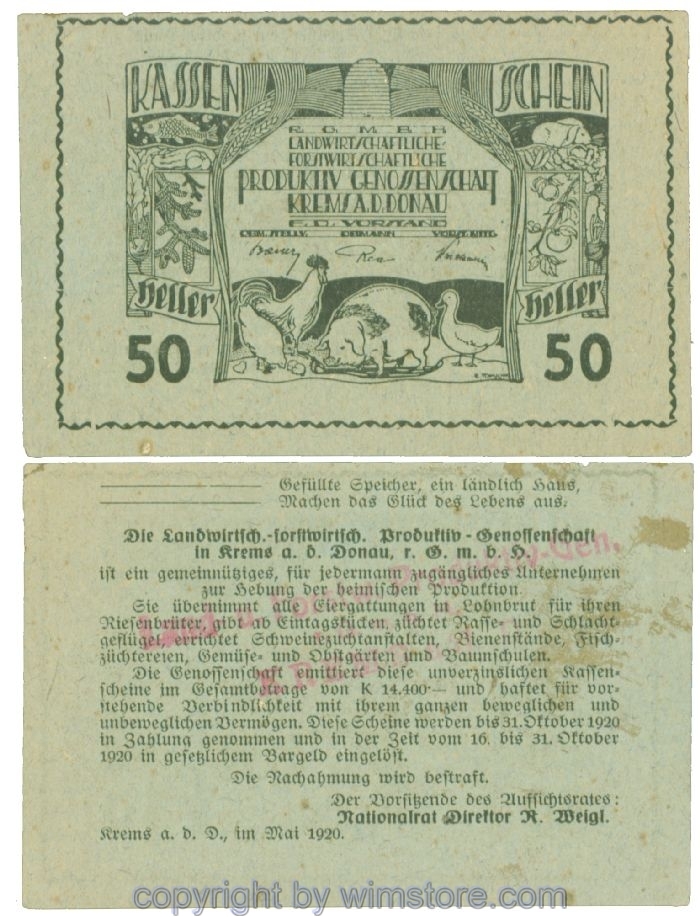 KASSEN SCHEIN
R. G. M. B. H.
LANDWIRTSCHAFTLICHE-
FORSTWIRTSCHAFTLICHE
PRODUKTIV GENOSSENSCHAFT
KREMS A. D. DONAU
F. D. VORSTAND
OBM. STELLV. OBMANN VORST. MITG.
Heller Heller
50 50
Gefüllte Speicher, ein ländlich Haus,
Machen das Glück des Lebens aus.
Die Landwirtsch.-forstwirtsch. Produktiv-Genossenschaft
in Krems a. d. Donau, r. G. m. b. H.
ist ein gemeinnütziges, für jedermann zugängliches Unternehmen
zur Hebung der heimischen Produktion.
Sie übernimmt alle Eiergattungen in Lohnbrut für ihren
Riesenbrüter, gibt ab Eintagskücken, züchtet Rasse- und Schlacht-
geflügel, errichtet Schweinezuchtanstalten, Bienenstände, Fisch-
züchtereien, Gemüse- und Obstgärten und Baumschulen.
Die Genossenschaft emittiert diese unverzinslichen Kassen-
scheine im Gesamtbetrage von K 14.400·— und haftet für vor-
stehende Verbindlichkeit mit ihrem ganzen beweglichen und
unbeweglichen Vermögen. Diese Scheine werden bis 31. Oktober 1920
in Zahlung genommen und in der Zeit vom 16. bis 31. Oktober
1920 in gesetzlichem Bargeld eingelöst.
Die Nachahmung wird bestraft.
Der Vorsitzende des Aufsichtsrates:
Nationalrat Direktor R. Weigl.
Krems a. d. D., im Mai 1920.
copyright by wimstore.com